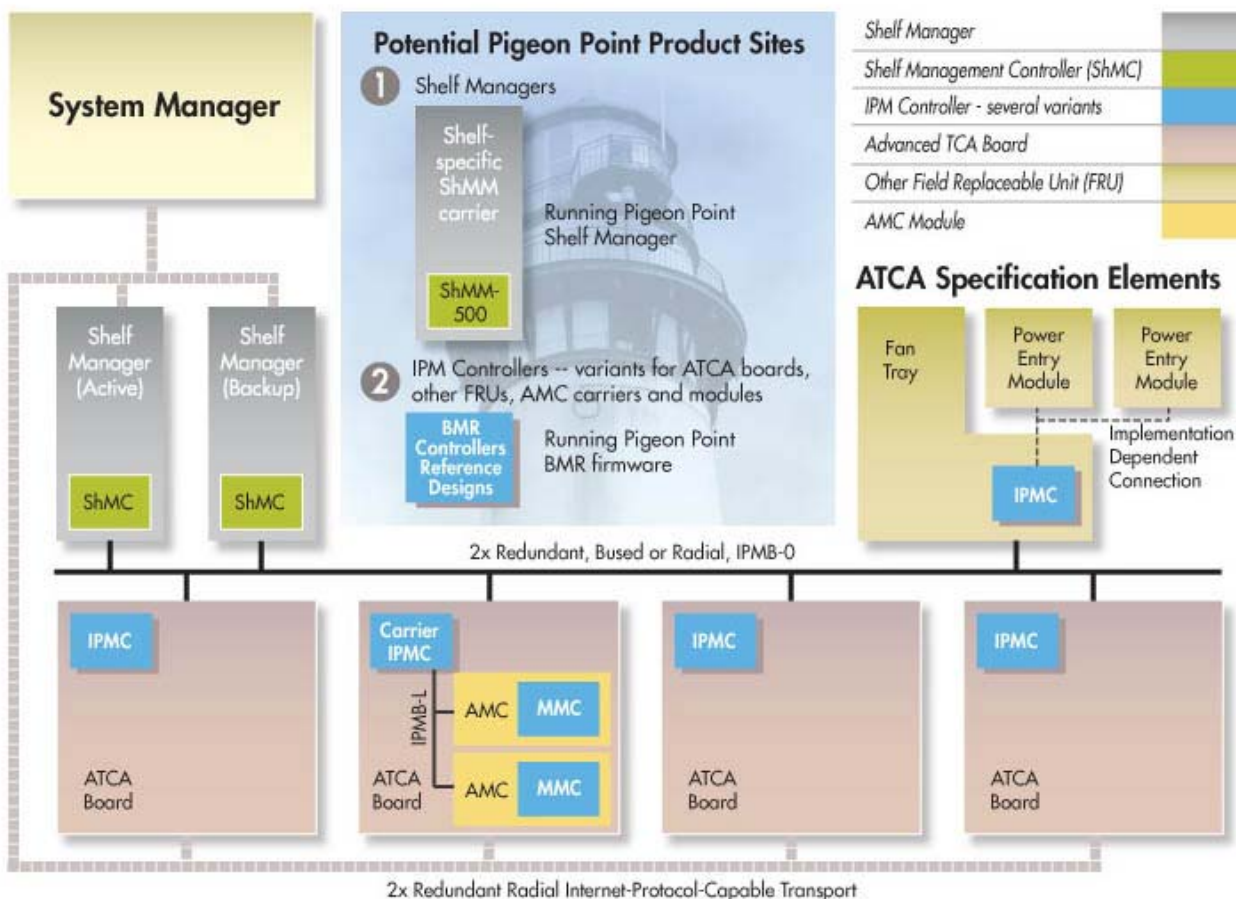 System Manager
Potential Pigeon Point Product Sites
1
Shelf Managers
Shelf-
specific
ShMM
carrier
Running Pigeon Point
Shelf Manager
ShMM-
500
2
IPM Controllers -- variants for ATCA boards,
other FRUs, AMC carriers and modules
BMR
Controllers
Reference
Designs
Running Pigeon Point
BMR firmware
Shelf Manager
Shelf Management Controller (ShMC)
IPM Controller - several variants
Advanced TCA Board
Other Field Replaceable Unit (FRU)
AMC Module
ATCA Specification Elements
Fan
Tray
Power
Entry
Module
Power
Entry
Module
Implementation
Dependent
Connection
IPMC
Shelf
Manager
(Active)
ShMC
Shelf
Manager
(Backup)
ShMC
2x Redundant, Bused or Radial, IPMB-0
IPMC
ATCA
Board
Carrier
IPMC
IPMB-L
AMC
MMC
AMC
MMC
ATCA
Board
IPMC
ATCA
Board
IPMC
ATCA
Board
2x Redundant Radial Internet-Protocol-Capable Transport